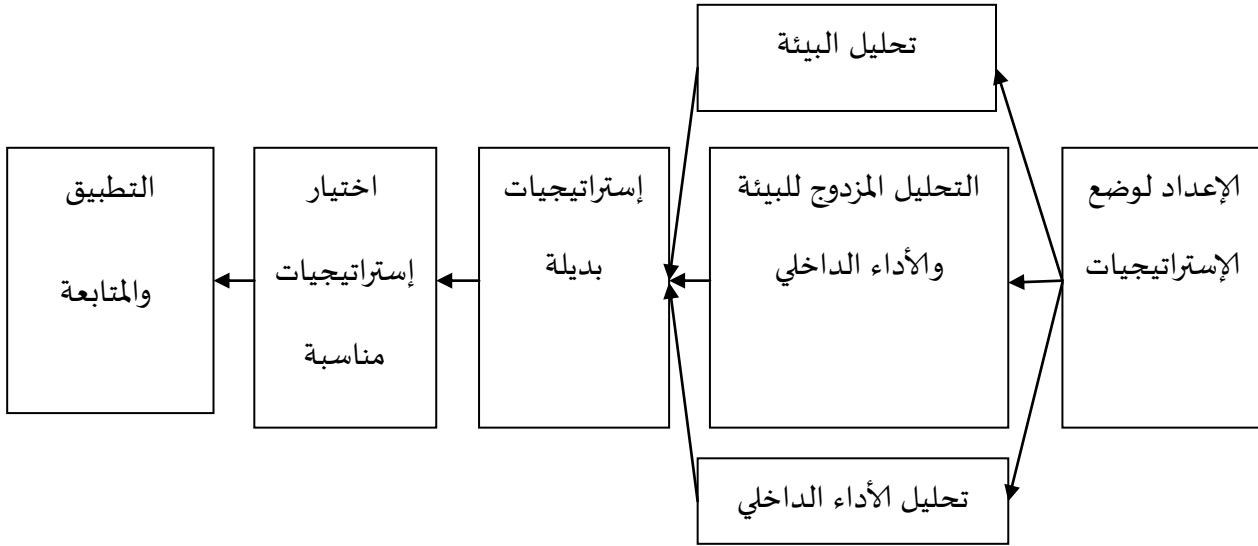 الإعداد لوضع
الإستراتيجيات
تحليل البيئة
التحليل المزدوج للبيئة
والأداء الداخلي
تحليل الأداء الداخلي
إستراتيجيات
بديلة
اختيار
إستراتيجيات
مناسبة
التطبيق
والمتابعة